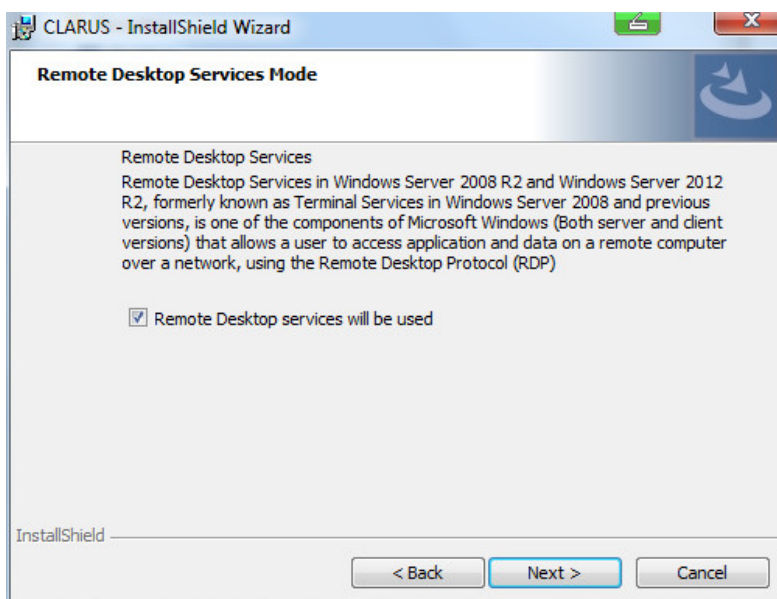 CLARUS - InstallShield Wizard
Remote Desktop Services Mode
Remote Desktop Services
Remote Desktop Services in Windows Server 2008 R2 and Windows Server 2012
R2, formerly known as Terminal Services in Windows Server 2008 and previous
versions, is one of the components of Microsoft Windows (Both server and client
versions) that allows a user to access application and data on a remote computer
over a network, using the Remote Desktop Protocol (RDP)
Remote Desktop services will be used
InstallShield
< Back
Next >
Cancel